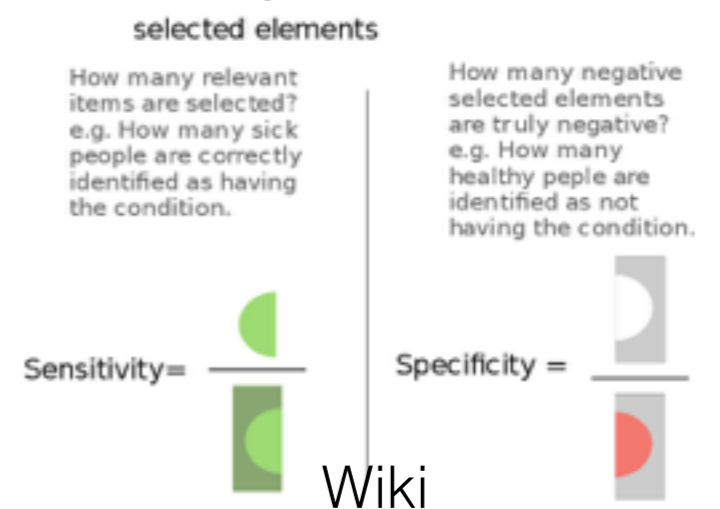 selected elements
How many relevant
items are selected?
e.g. How many sick
people are correctly
identified as having
the condition.
How many negative
selected elements
are truly negative?
e.g. How many
healthy peple are
identified as not
having the condition.
Sensitivity=
Specificity =
Wiki